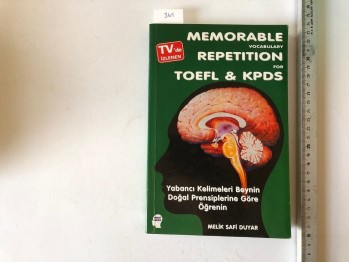 MEMORABLE
VOCABULARY
REPETITION
FOR
TOEFL & KPDS
TV'de
İZLENEN
Yabancı Kelimeleri Beynin
Doğal Prensiplerine Göre
Öğrenin
MELİK SAFİ DUYAR